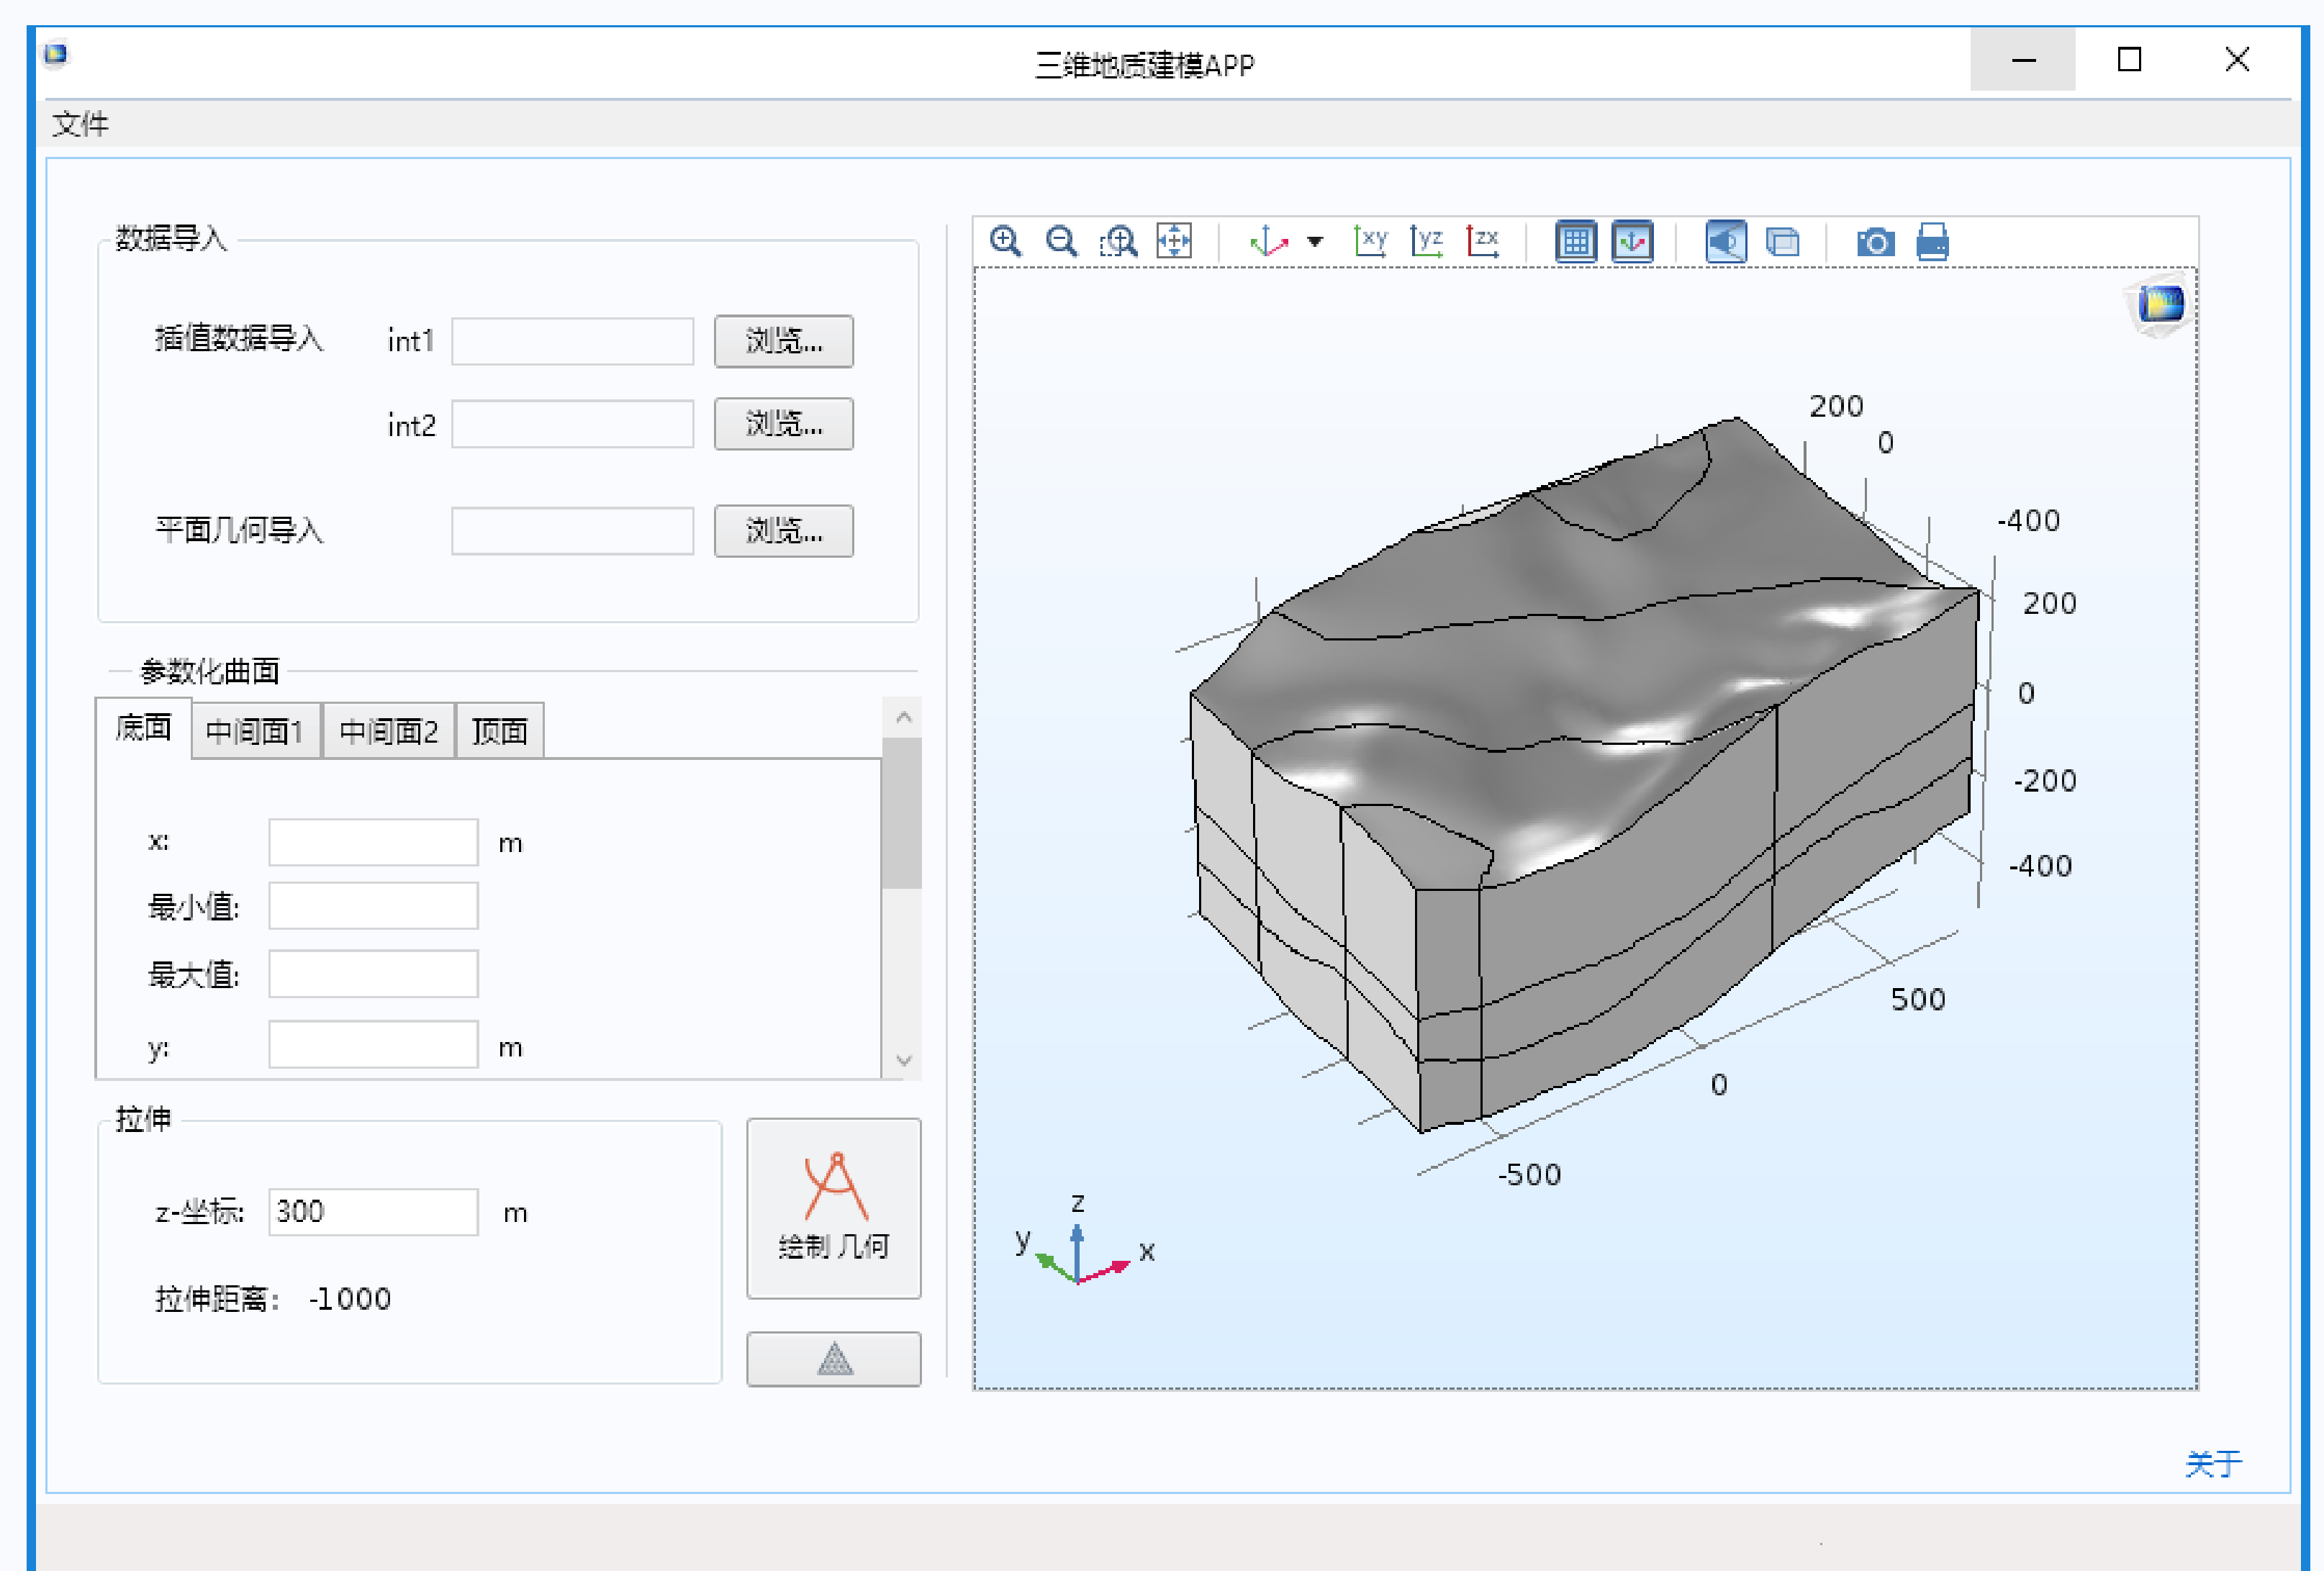 三维地质建模APP
文件
数据导入
插值数据导入 int1 浏览...
int2 浏览...
平面几何导入 浏览...
参数化曲面
底面 中间面1 中间面2 顶面
x: m
最小值:
最大值:
y: m
拉伸
z-坐标: 300 m
拉伸距离: -1000
绘制 几何
xy yz zx
200
0
-400
200
0
-200
-400
500
0
-500
z
y x
关于